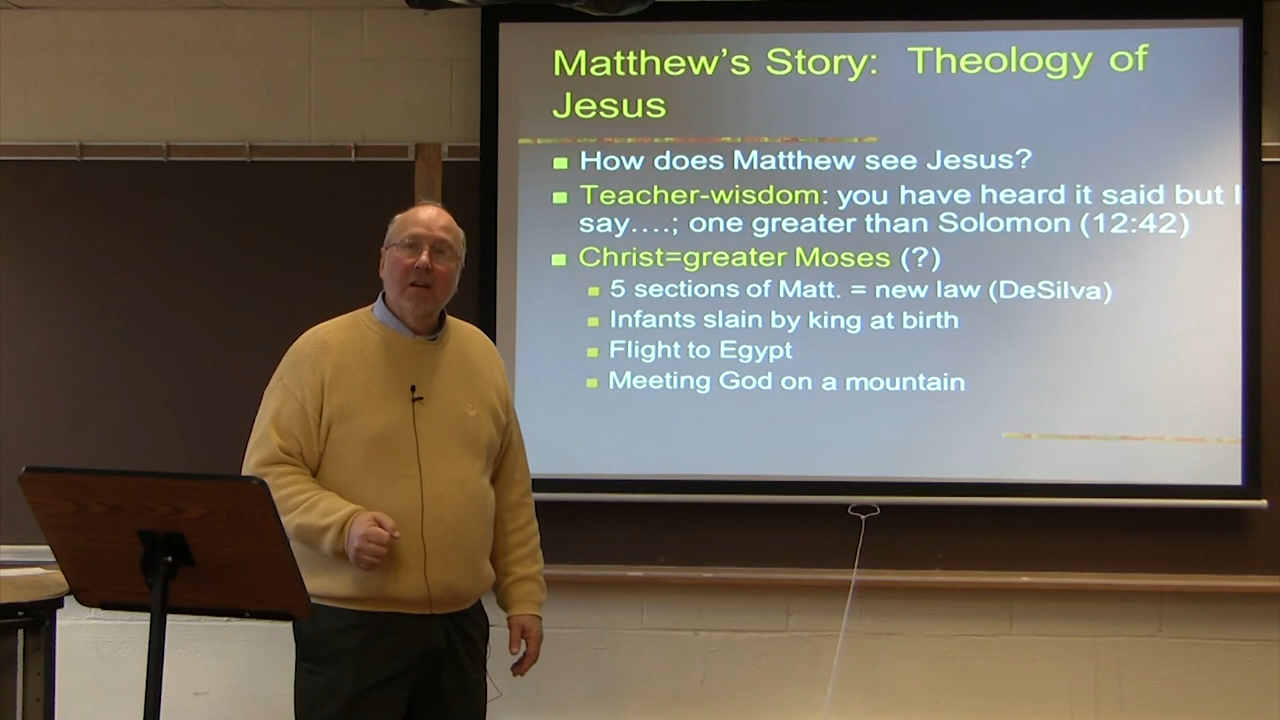 Matthew's Story: Theology of
Jesus
How does Matthew see Jesus?
Teacher-wisdom: you have heard it said but I
say….; one greater than Solomon (12:42)
Christ=greater Moses (?)
5 sections of Matt. = new law (DeSilva)
Infants slain by king at birth
Flight to Egypt
Meeting God on a mountain